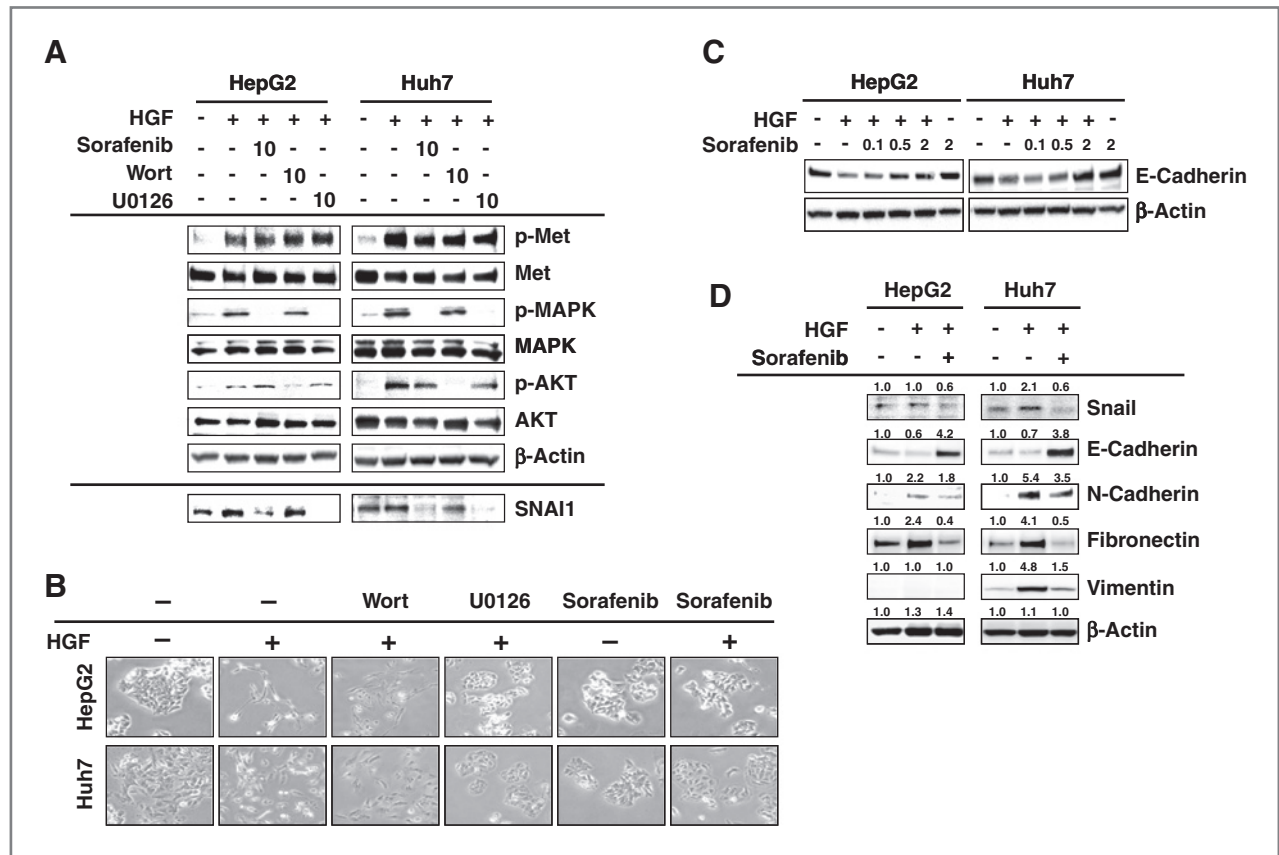 A
HepG2 Huh7
HGF - + + + + - + + + +
Sorafenib - - 10 - - - - 10 - -
Wort - - - 10 - - - - 10 -
U0126 - - - - 10 - - - - 10
p-Met
Met
p-MAPK
MAPK
p-AKT
AKT
β-Actin
SNAI1
B
– – Wort U0126 Sorafenib Sorafenib
HGF – + + + – +
HepG2
Huh7
C
HepG2 Huh7
HGF - + + + + - - + + + + -
Sorafenib - - 0.1 0.5 2 2 - - 0.1 0.5 2 2
E-Cadherin
β-Actin
D
HepG2 Huh7
HGF - + + - + +
Sorafenib - - + - - +
1.0 1.0 0.6 1.0 2.1 0.6
Snail
1.0 0.6 4.2 1.0 0.7 3.8
E-Cadherin
1.0 2.2 1.8 1.0 5.4 3.5
N-Cadherin
1.0 2.4 0.4 1.0 4.1 0.5
Fibronectin
1.0 1.0 1.0 1.0 4.8 1.5
Vimentin
1.0 1.3 1.4 1.0 1.1 1.0
β-Actin